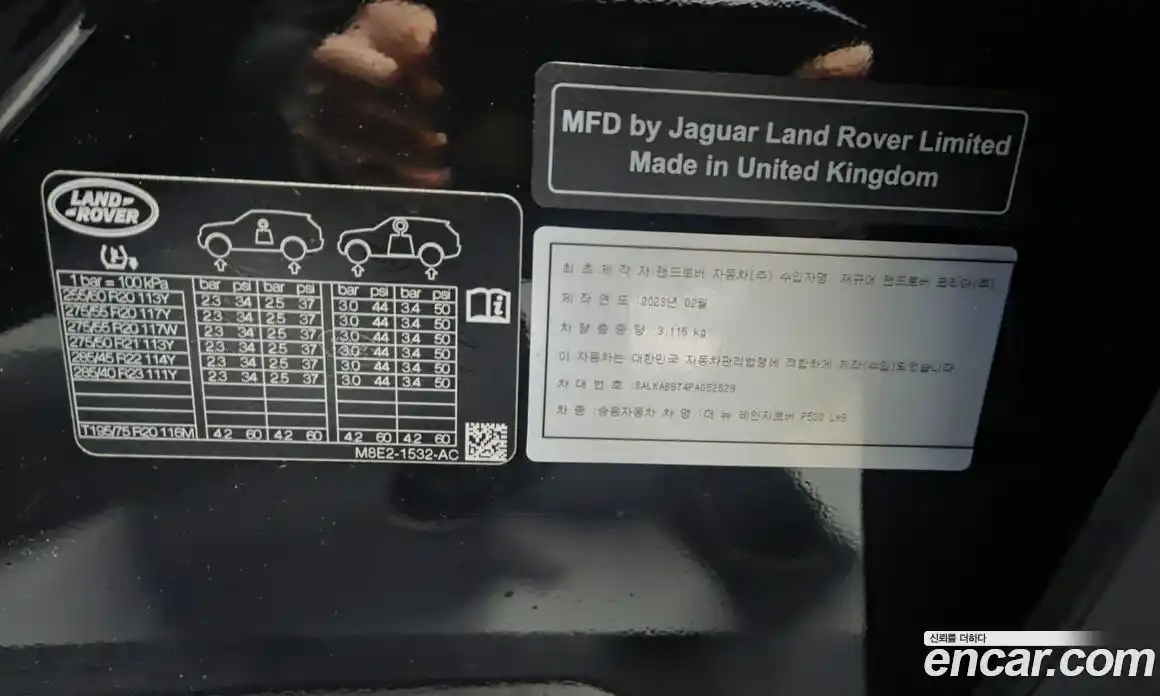 MFD by Jaguar Land Rover Limited
Made in United Kingdom
LAND ROVER
1 bar = 100 kPa bar psi bar psi bar psi bar psi
255/60 R20 113Y 2.3 34 2.5 37 3.0 44 3.4 50
275/55 R20 117Y 2.3 34 2.5 37 3.0 44 3.4 50
275/55 R20 117W 2.3 34 2.5 37 3.0 44 3.4 50
275/50 R21 113Y 2.3 34 2.5 37 3.0 44 3.4 50
285/45 R22 114Y 2.3 34 2.5 37 3.0 44 3.4 50
285/40 R23 111Y 2.3 34 2.5 37 3.0 44 3.4 50
T195/75 R20 116M 4.2 60 4.2 60 4.2 60 4.2 60
M8E2-1532-AC
최초 제작 자:랜드로버 자동차(주) 수입자명 재규어 랜드로버 코리아(주)
제작 연도 :2023년 02월
차량총중량 :3,115 kg
이 자동차는 대한민국 자동차관리법령에 적합하게 제작(수입)되었습니다
차대번호 :SALKABB74PA052529
차종 :승용자동차 차명 :더 뉴 레인지로버 P530 LWB
신뢰를 더하다
encar.com